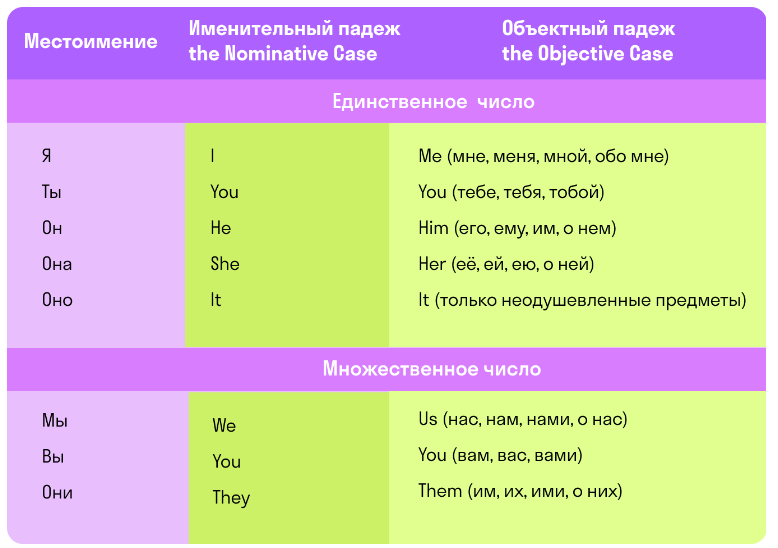 Местоимение
Именительный падеж
the Nominative Case
Объектный падеж
the Objective Case
Единственное число
Я I Me (мне, меня, мной, обо мне)
Ты You You (тебе, тебя, тобой)
Он He Him (его, ему, им, о нем)
Она She Her (её, ей, ею, о ней)
Оно It It (только неодушевленные предметы)
Множественное число
Мы We Us (нас, нам, нами, о нас)
Вы You You (вам, вас, вами)
Они They Them (им, их, ими, о них)